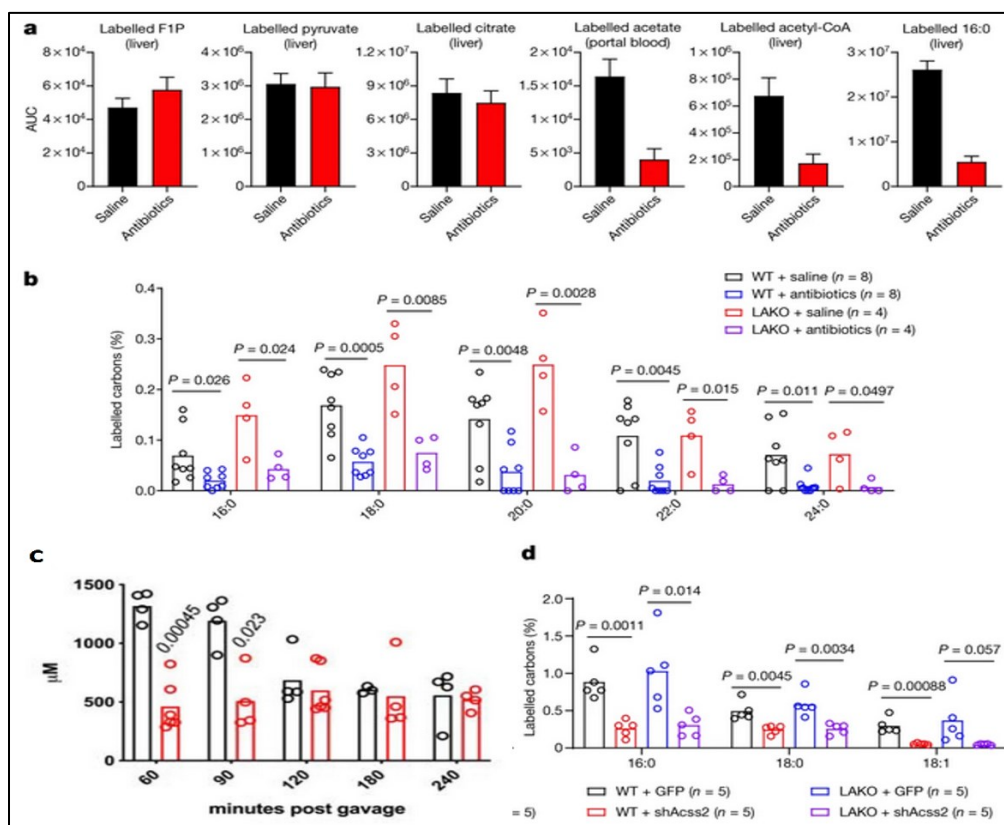 a
Labelled F1P
(liver)
Labelled pyruvate
(liver)
Labelled citrate
(liver)
Labelled acetate
(portal blood)
Labelled acetyl-CoA
(liver)
Labelled 16:0
(liver)
AUC
8 × 10⁴
6 × 10⁴
4 × 10⁴
2 × 10⁴
0
Saline
Antibiotics
4 × 10⁶
3 × 10⁶
2 × 10⁶
1 × 10⁶
0
Saline
Antibiotics
1.2 × 10⁷
9 × 10⁶
6 × 10⁶
3 × 10⁶
0
Saline
Antibiotics
2 × 10⁴
1.5 × 10⁴
1 × 10⁴
5 × 10³
0
Saline
Antibiotics
1 × 10⁶
8 × 10⁵
6 × 10⁵
4 × 10⁵
2 × 10⁵
0
Saline
Antibiotics
3 × 10⁷
2 × 10⁷
1 × 10⁷
0
Saline
Antibiotics
b
WT + saline (n = 8)
WT + antibiotics (n = 8)
LAKO + saline (n = 4)
LAKO + antibiotics (n = 4)
Labelled carbons (%)
0.4
0.3
0.2
0.1
0.0
P = 0.026
P = 0.024
P = 0.0005
P = 0.0085
P = 0.0048
P = 0.0028
P = 0.0045
P = 0.015
P = 0.011
P = 0.0497
16:0
18:0
20:0
22:0
24:0
c
μM
1500
1000
500
0
0.00045
0.023
60
90
120
180
240
minutes post gavage
d
Labelled carbons (%)
2.0
1.5
1.0
0.5
0
P = 0.0011
P = 0.014
P = 0.0045
P = 0.0034
P = 0.00088
P = 0.057
16:0
18:0
18:1
= 5)
= 5)
WT + GFP (n = 5)
WT + shAcss2 (n = 5)
LAKO + GFP (n = 5)
LAKO + shAcss2 (n = 5)